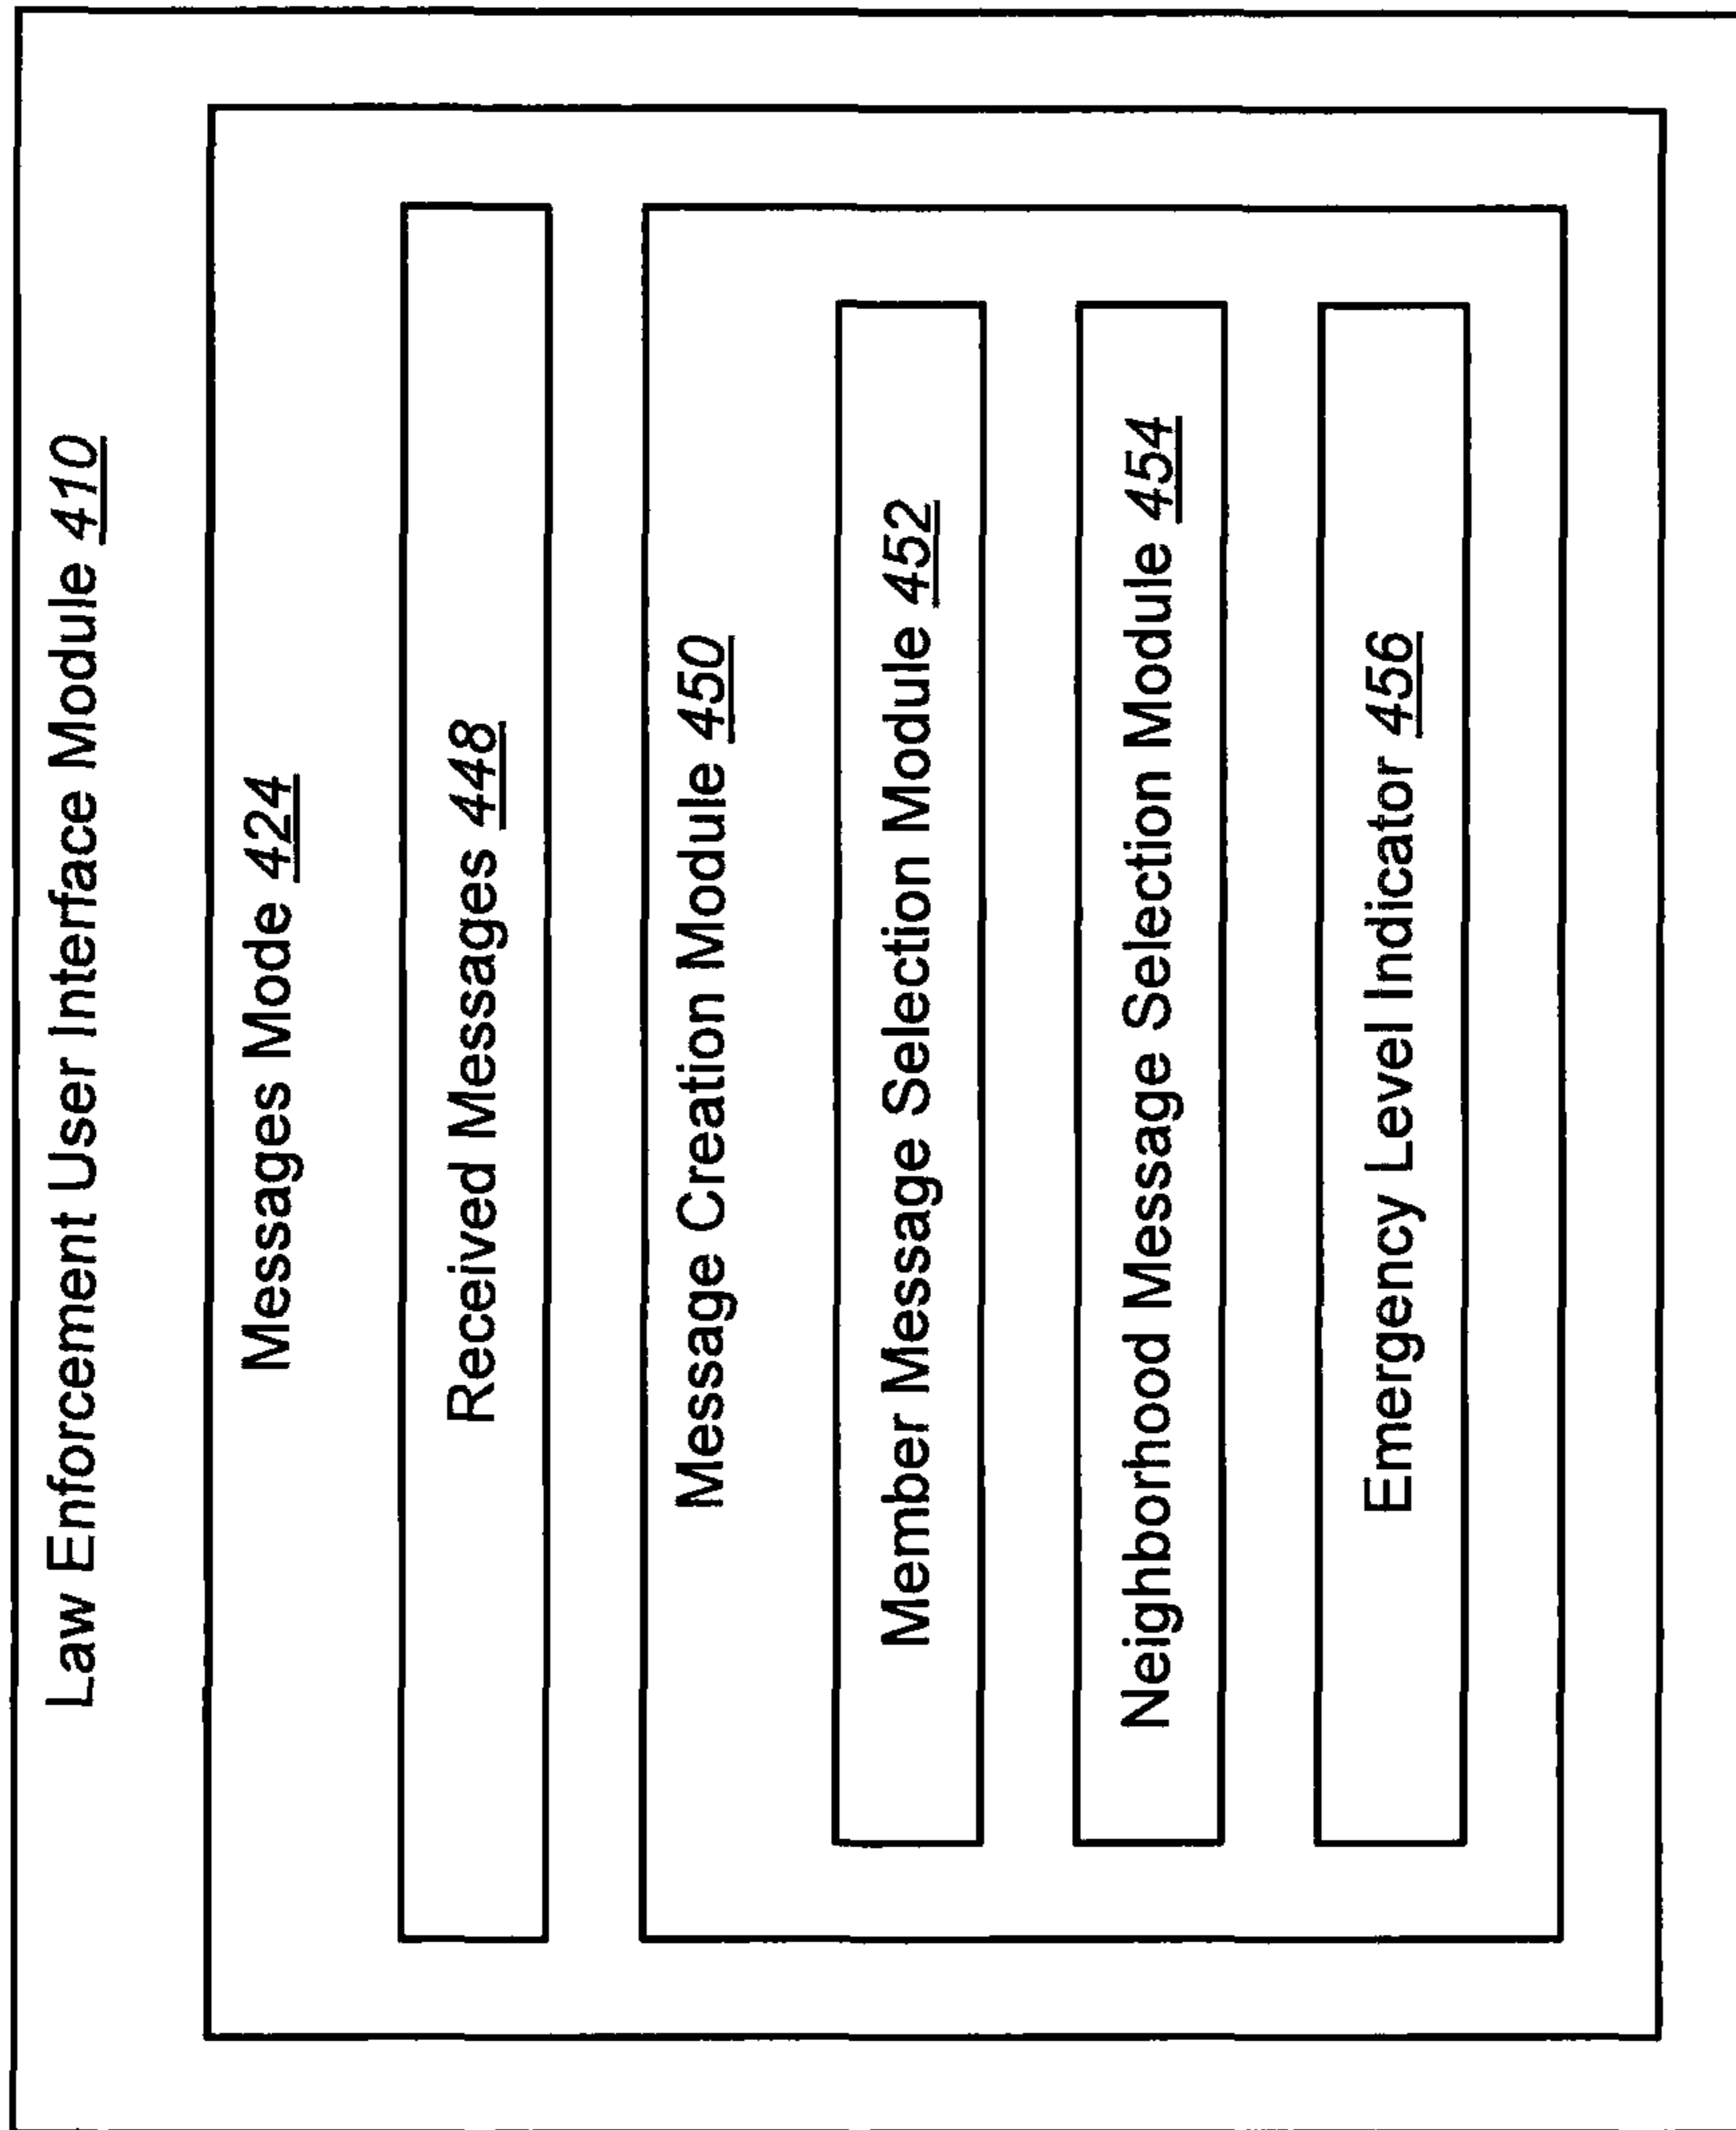 Law Enforcement User Interface Module 410
Messages Mode 424
Received Messages 448
Message Creation Module 450
Member Message Selection Module 452
Neighborhood Message Selection Module 454
Emergency Level Indicator 456